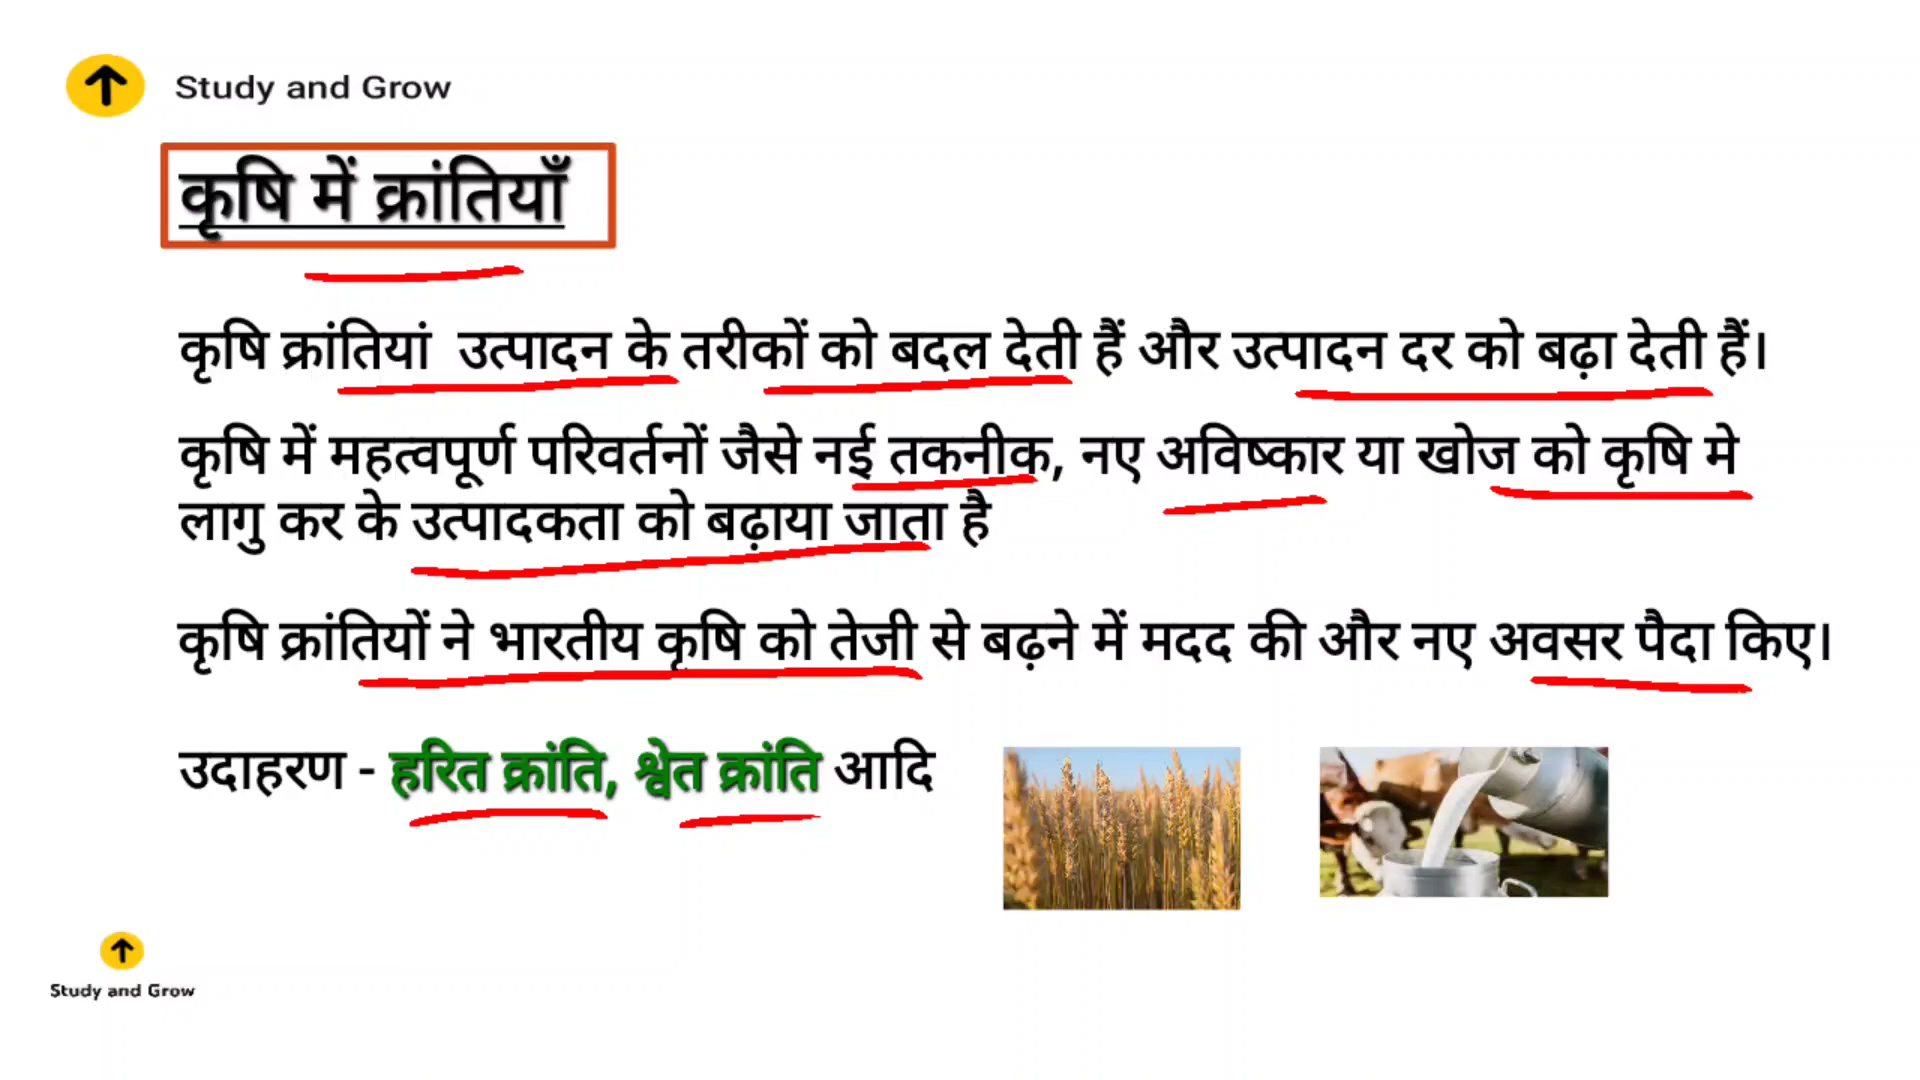 Study and Grow
कृषि में क्रांतियाँ
कृषि क्रांतियां उत्पादन के तरीकों को बदल देती हैं और उत्पादन दर को बढ़ा देती हैं।
कृषि में महत्वपूर्ण परिवर्तनों जैसे नई तकनीक, नए अविष्कार या खोज को कृषि मे
लागु कर के उत्पादकता को बढ़ाया जाता है
कृषि क्रांतियों ने भारतीय कृषि को तेजी से बढ़ने में मदद की और नए अवसर पैदा किए।
उदाहरण - हरित क्रांति, श्वेत क्रांति आदि
Study and Grow